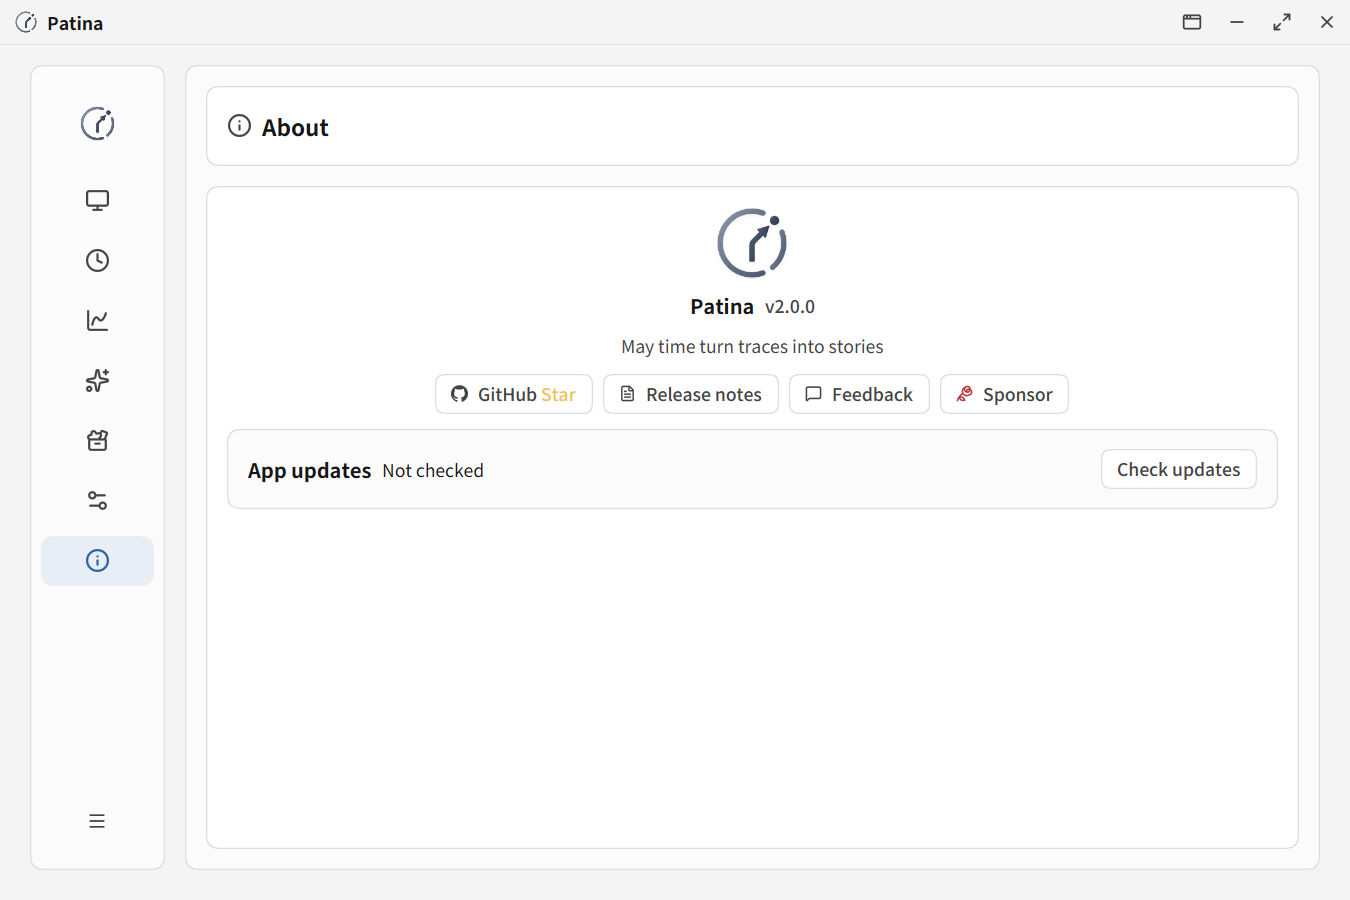 Patina
About
Patina v2.0.0
May time turn traces into stories
GitHub Star
Release notes
Feedback
Sponsor
App updates Not checked
Check updates